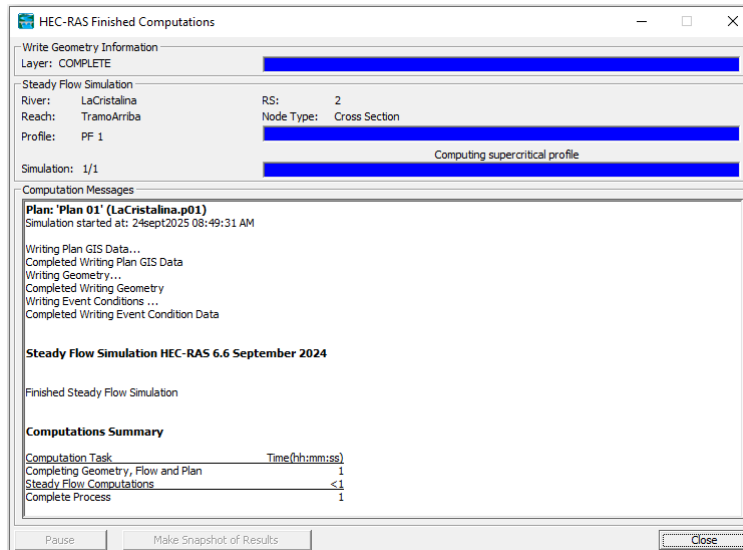 HEC-RAS Finished Computations
Write Geometry Information
Layer: COMPLETE
Steady Flow Simulation
River: LaCristalina RS: 2
Reach: TramoArriba Node Type: Cross Section
Profile: PF 1
Computing supercritical profile
Simulation: 1/1
Computation Messages
Plan: 'Plan 01' (LaCristalina.p01)
Simulation started at: 24sept2025 08:49:31 AM
Writing Plan GIS Data...
Completed Writing Plan GIS Data
Writing Geometry...
Completed Writing Geometry
Writing Event Conditions ...
Completed Writing Event Condition Data
Steady Flow Simulation HEC-RAS 6.6 September 2024
Finished Steady Flow Simulation
Computations Summary
Computation Task Time(hh:mm:ss)
Completing Geometry, Flow and Plan 1
Steady Flow Computations <1
Complete Process 1
Pause Make Snapshot of Results Close